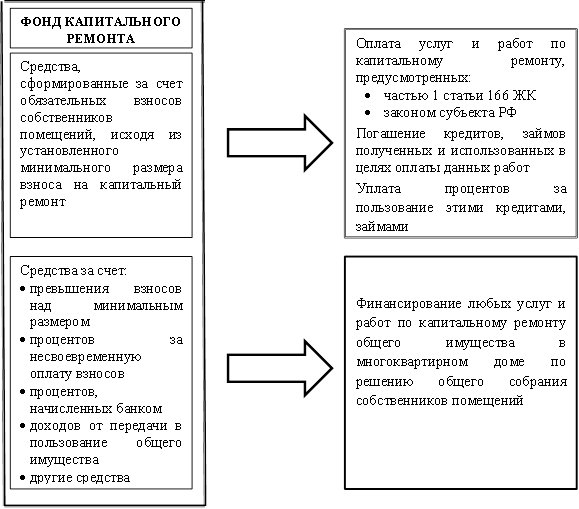 ФОНД КАПИТАЛЬНОГО
РЕМОНТА
Средства,
сформированные за счет
обязательных взносов
собственников
помещений, исходя из
установленного
минимального размера
взноса на капитальный
ремонт
Оплата услуг и работ по
капитальному ремонту,
предусмотренных:
• частью 1 статьи 166 ЖК
• законом субъекта РФ
Погашение кредитов, займов
полученных и использованных в
целях оплаты данных работ
Уплата процентов за
пользование этими кредитами,
займами
Средства за счет:
• превышения взносов
над минимальным
размером
• процентов за
несвоевременную
оплату взносов
• процентов,
начисленных банком
• доходов от передачи в
пользование общего
имущества
• другие средства
Финансирование любых услуг и
работ по капитальному ремонту
общего имущества в
многоквартирном доме по
решению общего собрания
собственников помещений